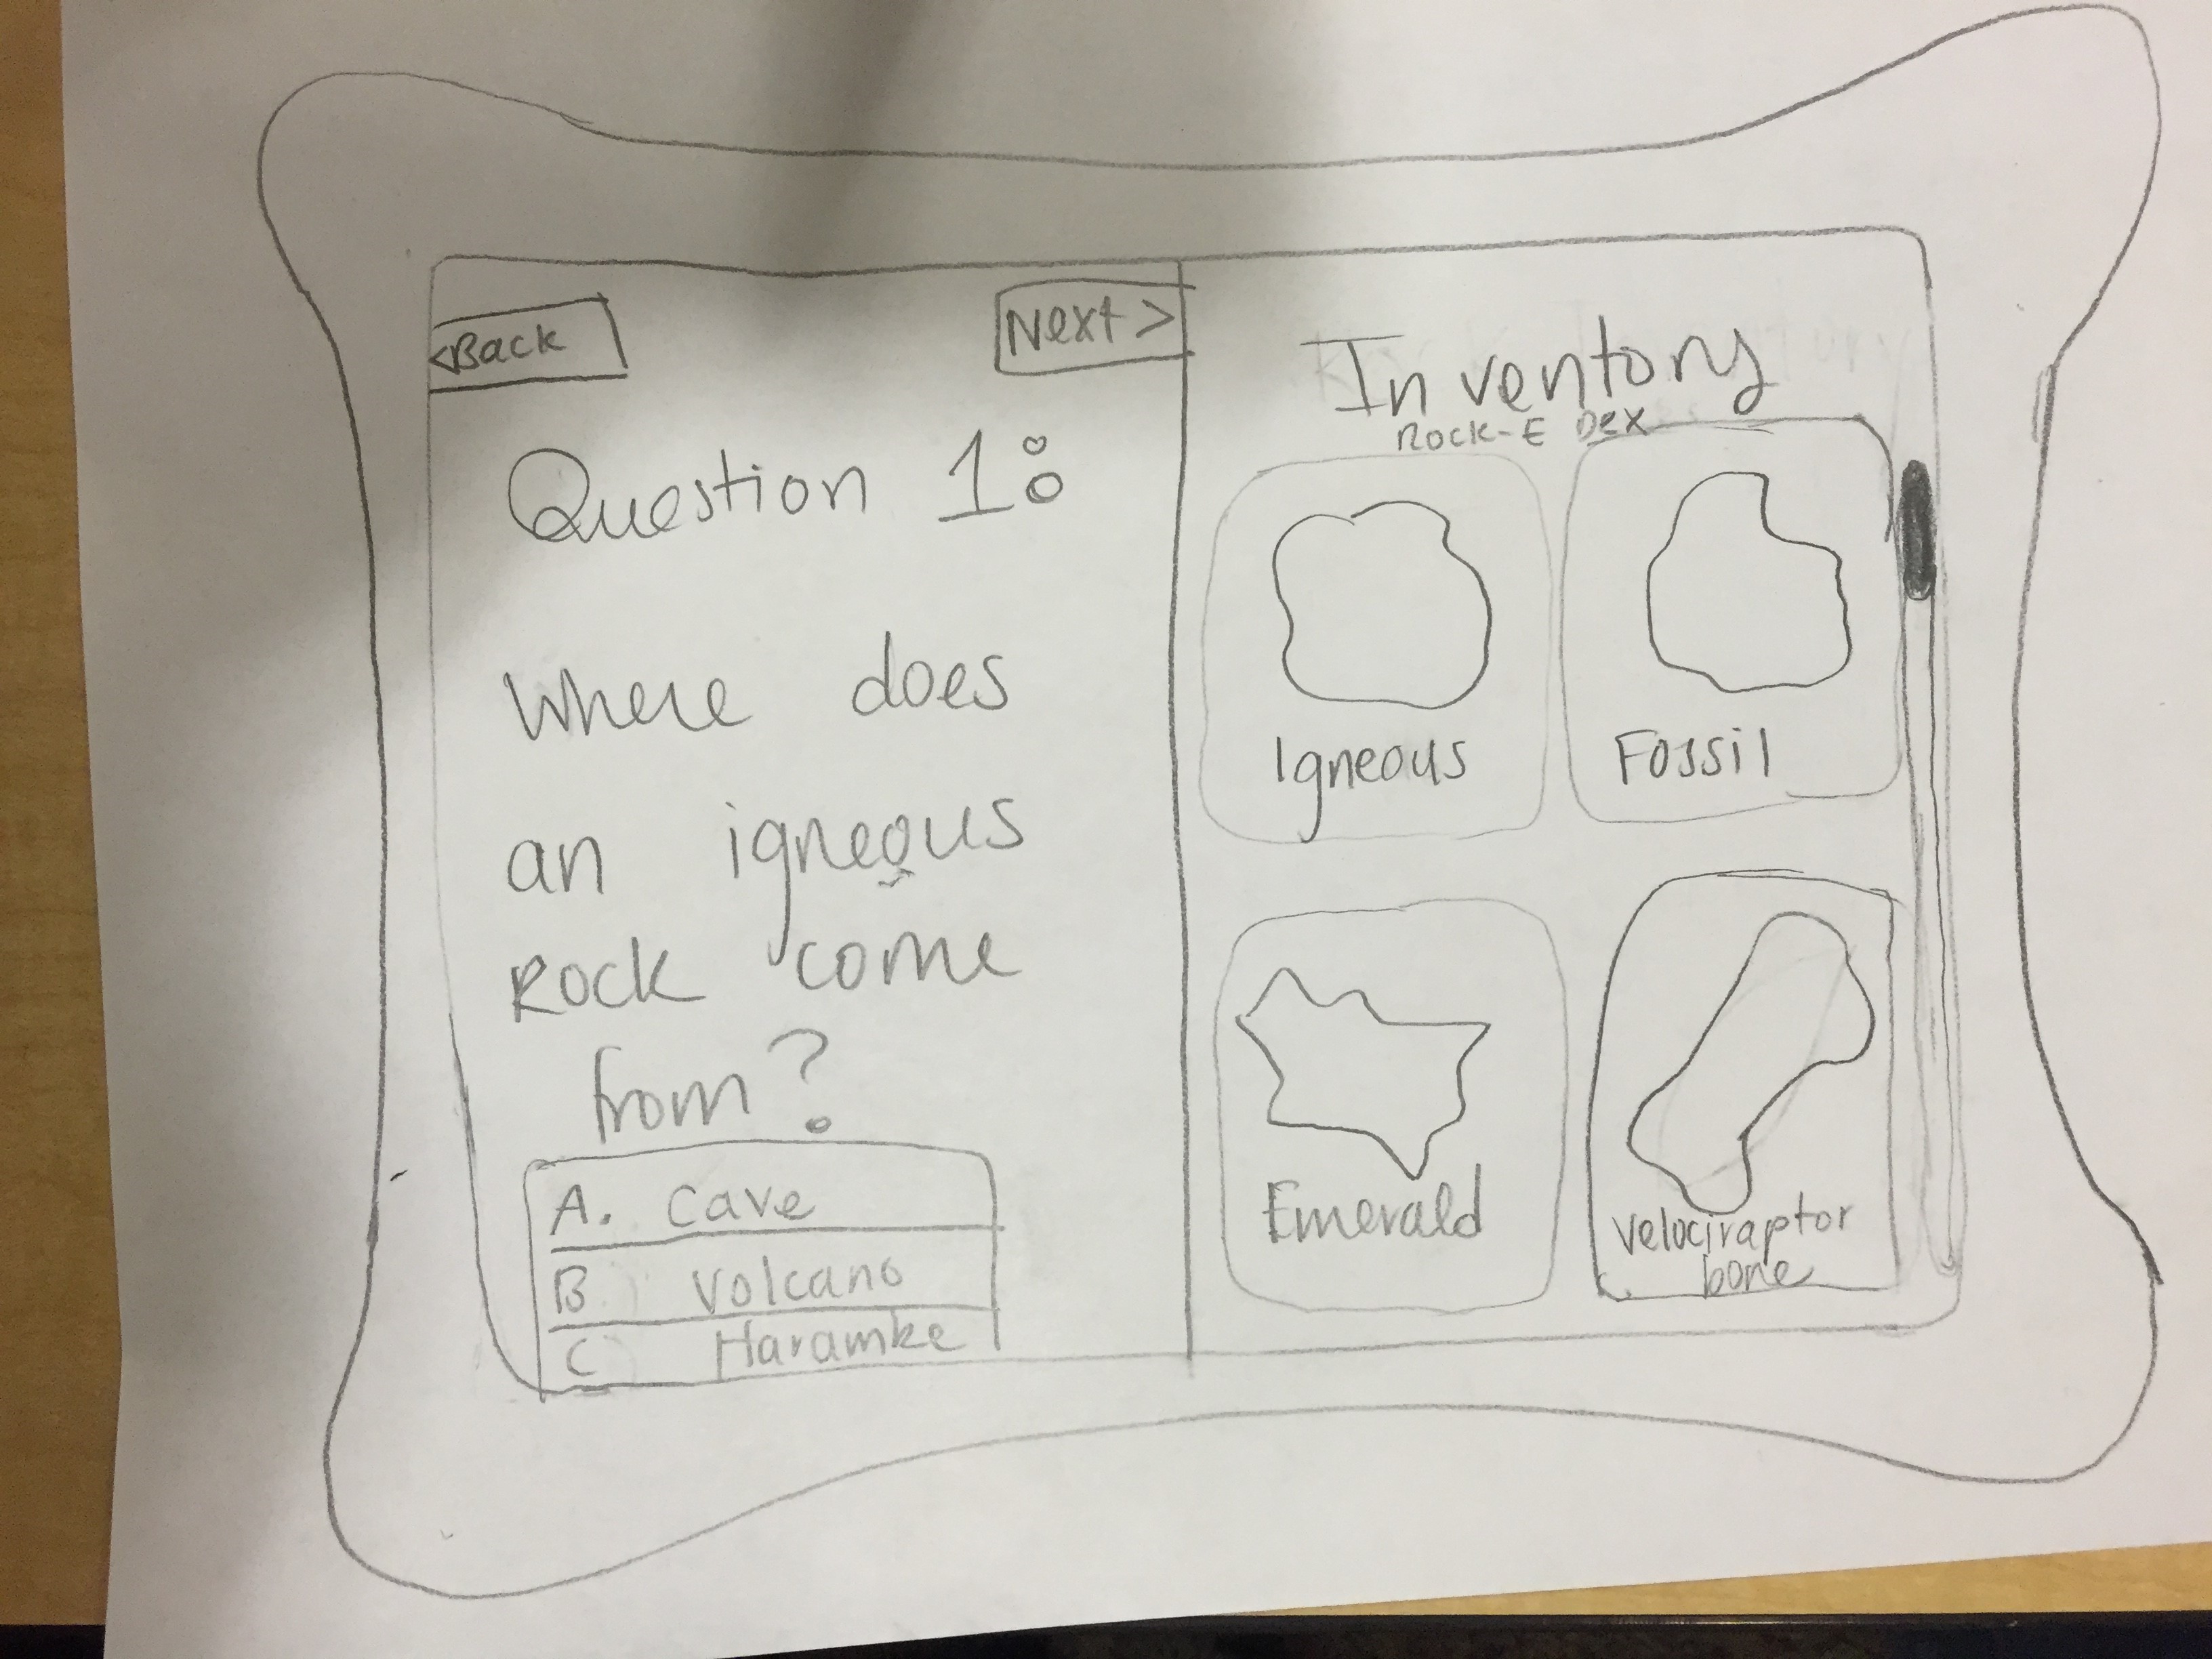 <Back
Next >
Question 1:
Where does
an igneous
Rock come
from?
A. Cave
B Volcano
C Haramke
Inventory
Rock-E Dex
Igneous
Fossil
Emerald
Velociraptor
bone